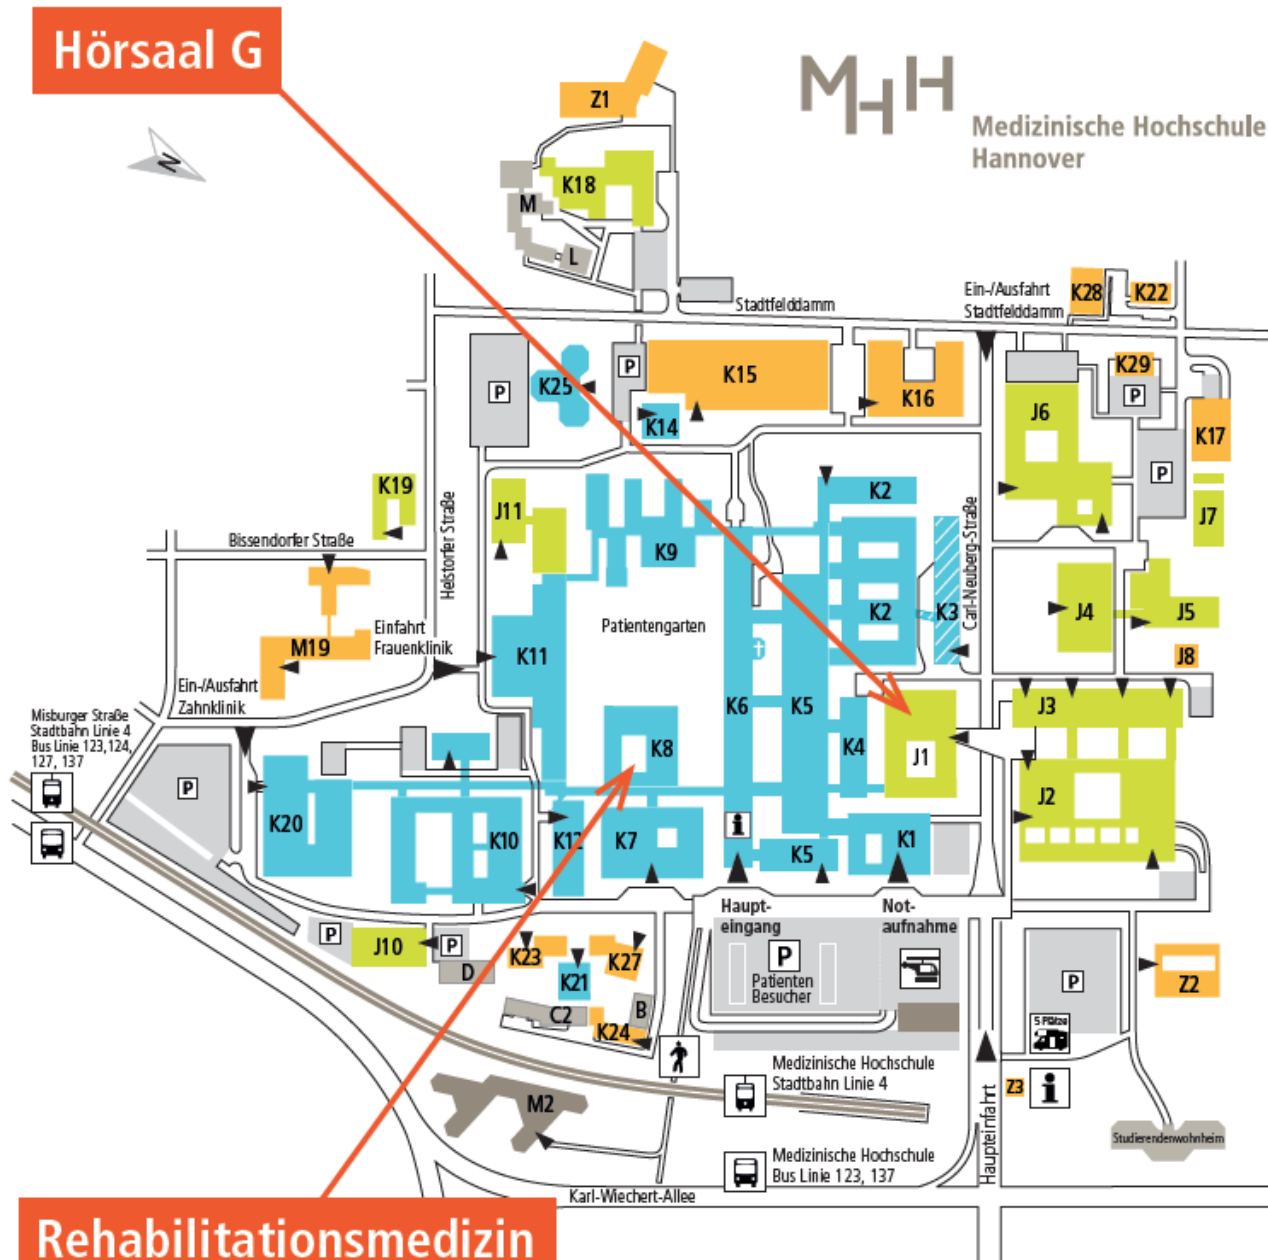 Hörsaal G
MHH
Medizinische Hochschule
Hannover
N
Z1
K18
M
L
Stadtfelddamm
Ein-/Ausfahrt
Stadtfelddamm
K28
K22
P
K25
P
K15
K14
K16
J6
K29
P
K17
P
J7
K19
Bissendorfer Straße
Helstorfer Straße
J11
K9
K2
K2
K3
Carl-Neuberg-Straße
J4
J5
J8
M19
Einfahrt
Frauenklinik
Ein-/Ausfahrt
Zahnklinik
K11
Patientengarten
K6
K5
K4
J1
J3
J2
Misburger Straße
Stadtbahn Linie 4
Bus Linie 123,124,
127, 137
P
K20
K10
K12
K8
K7
i
K5
K1
P
J10
P
D
K23
K21
K27
C2
K24
B
Haupt-
eingang
Not-
aufnahme
P
Patienten
Besucher
P
Z2
5 Plätze
Z3
i
Medizinische Hochschule
Stadtbahn Linie 4
M2
Medizinische Hochschule
Bus Linie 123, 137
Haupteinfahrt
Studierendenwohnheim
Karl-Wiechert-Allee
Rehabilitationsmedizin